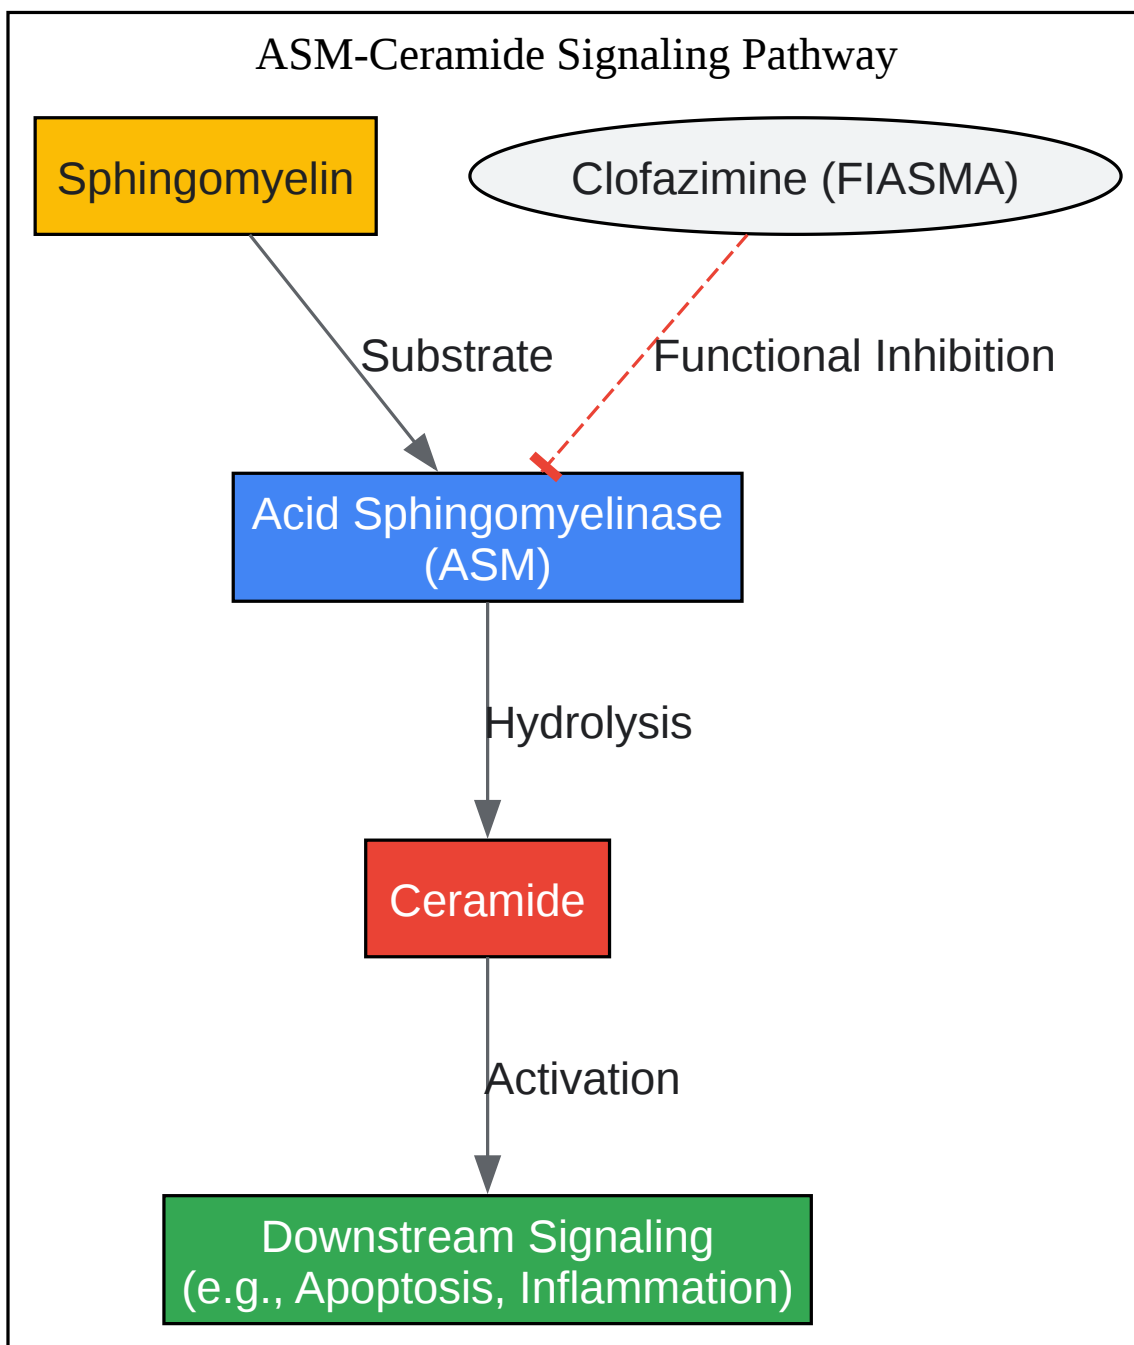 ASM-Ceramide Signaling Pathway
Sphingomyelin
Clofazimine (FIASMA)
Substrate
Functional Inhibition
Acid Sphingomyelinase
(ASM)
Hydrolysis
Ceramide
Activation
Downstream Signaling
(e.g., Apoptosis, Inflammation)